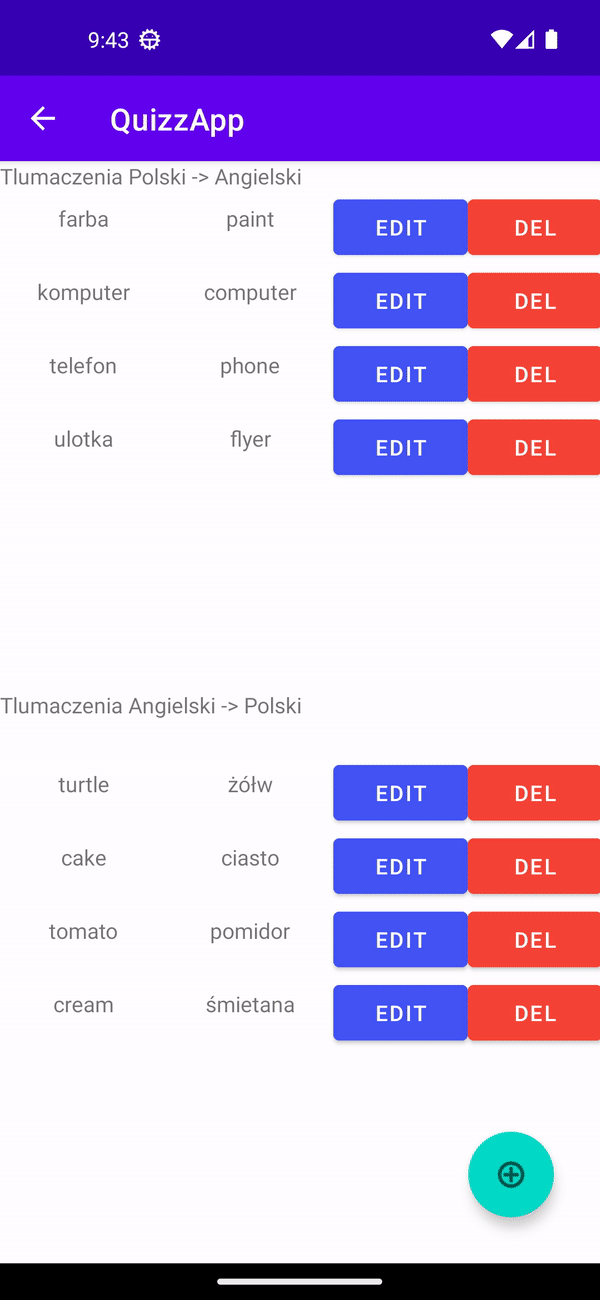 9:43
QuizzApp
Tlumaczenia Polski -> Angielski
farba paint EDIT DEL
komputer computer EDIT DEL
telefon phone EDIT DEL
ulotka flyer EDIT DEL
Tlumaczenia Angielski -> Polski
turtle żółw EDIT DEL
cake ciasto EDIT DEL
tomato pomidor EDIT DEL
cream śmietana EDIT DEL